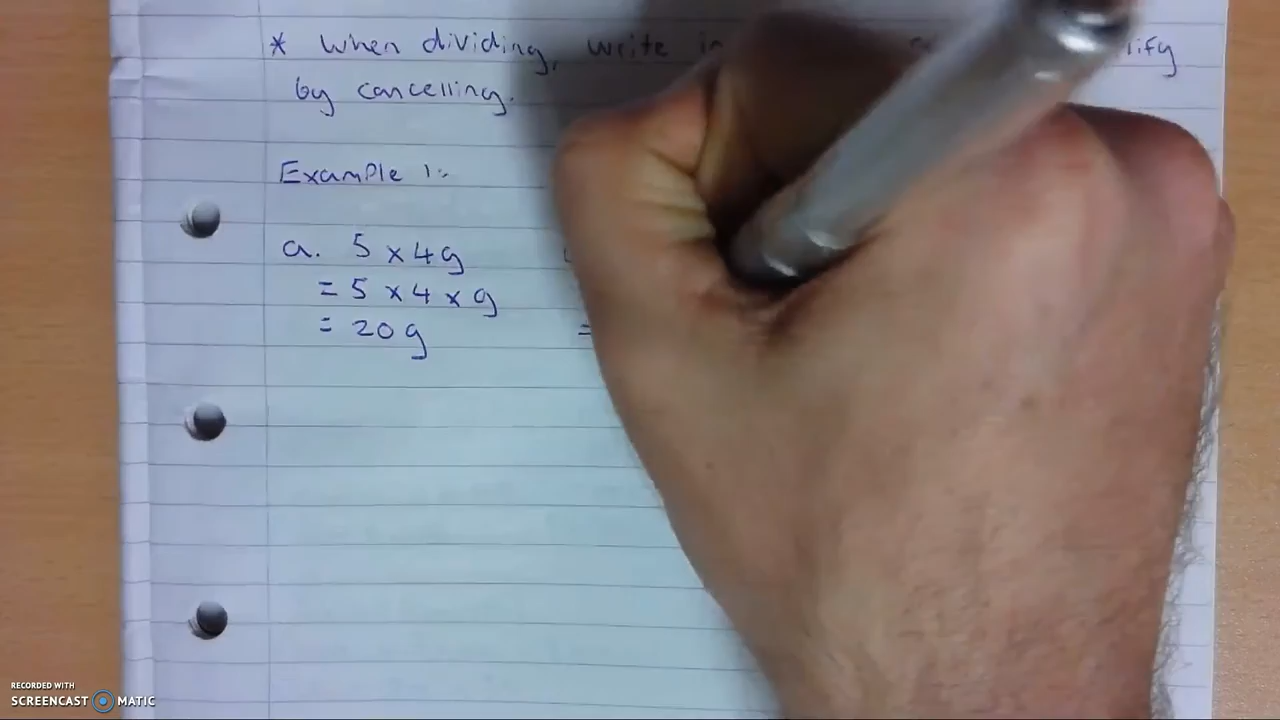 * When dividing, write in
by cancelling.
Example 1:
a. 5 x 4g
= 5 x 4 x g
= 20g
=
RECORDED WITH
SCREENCAST MATIC